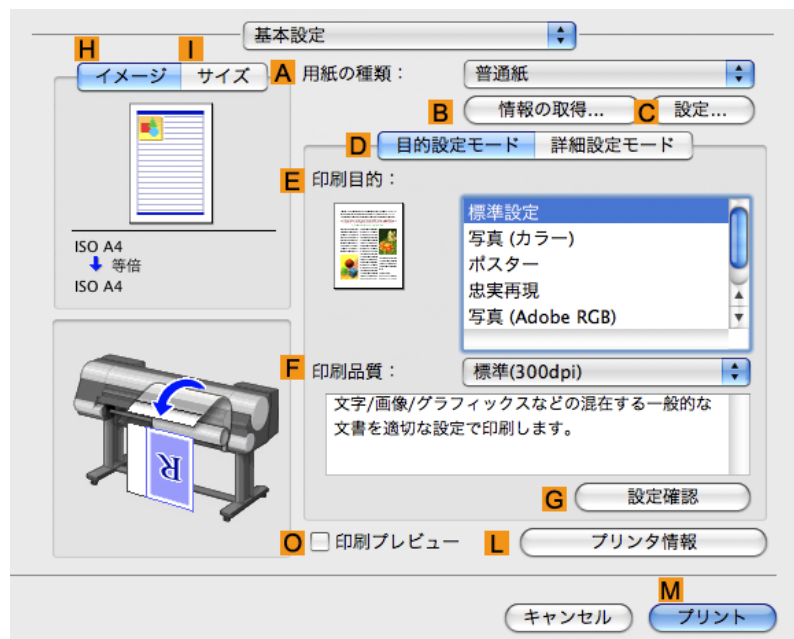 基本設定
H I
イメージ サイズ
A 用紙の種類： 普通紙
B 情報の取得... C 設定...
D 目的設定モード 詳細設定モード
E 印刷目的：
標準設定
写真 (カラー)
ポスター
忠実再現
写真 (Adobe RGB)
ISO A4
等倍
ISO A4
F 印刷品質： 標準(300dpi)
文字/画像/グラフィックスなどの混在する一般的な
文書を適切な設定で印刷します。
R
G 設定確認
O 印刷プレビュー L プリンタ情報
M
キャンセル プリント